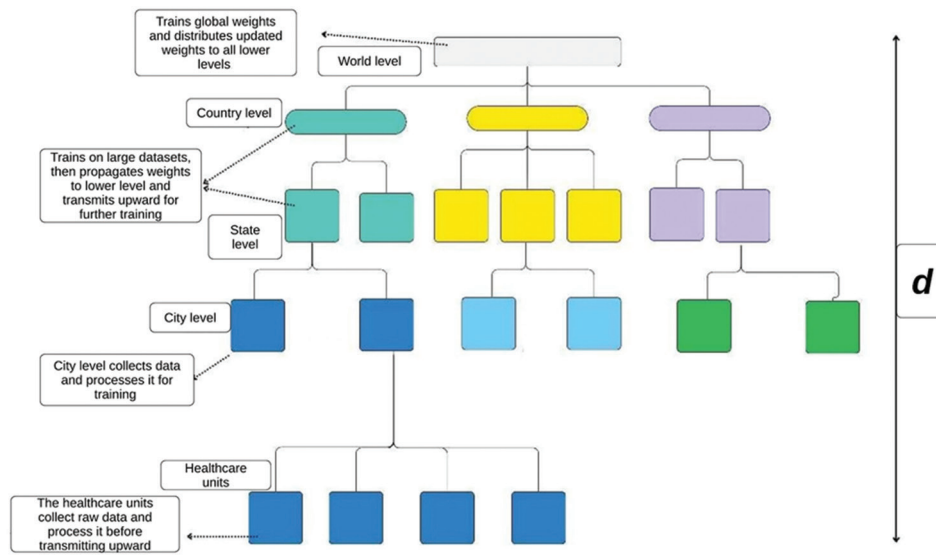 Trains global weights
and distributes updated
weights to all lower
levels
World level
Country level
Trains on large datasets,
then propagates weights
to lower level and
transmits upward for
further training
State
level
d
City level
City level collects data
and processes it for
training
Healthcare
units
The healthcare units
collect raw data and
process it before
transmitting upward